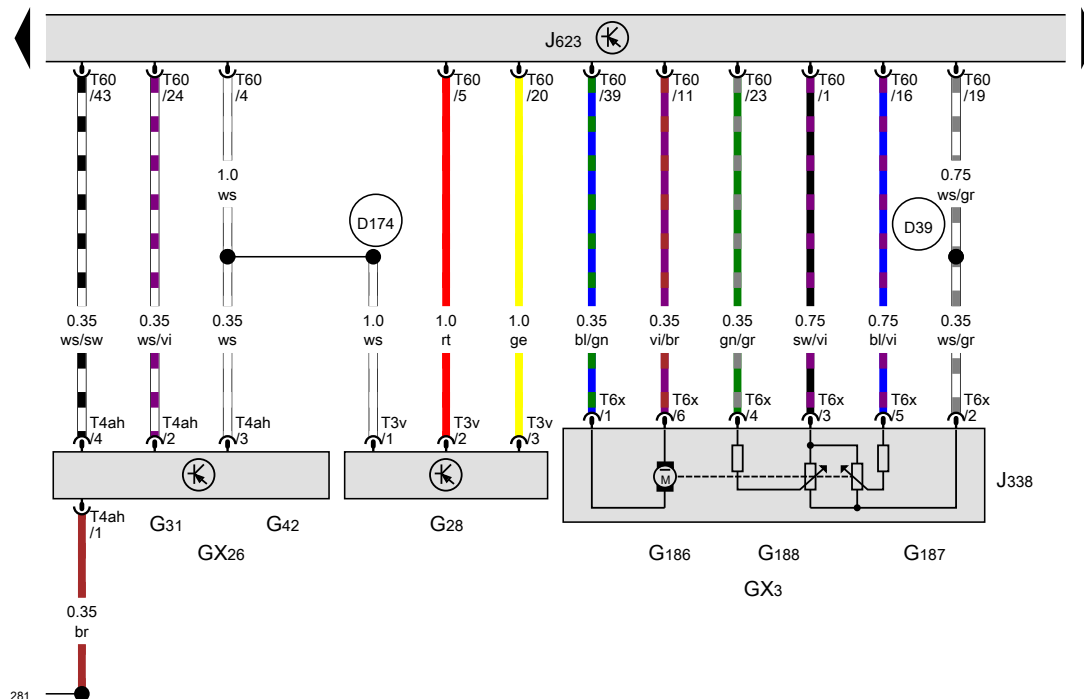 J623
T60 /43
T60 /24
T60 /4
T60 /5
T60 /20
T60 /39
T60 /11
T60 /23
T60 /1
T60 /16
T60 /19
1.0 ws
0.75 ws/gr
D174
D39
0.35 ws/sw
0.35 ws/vi
0.35 ws
1.0 ws
1.0 rt
1.0 ge
0.35 bl/gn
0.35 vi/br
0.35 gn/gr
0.75 sw/vi
0.75 bl/vi
0.35 ws/gr
T4ah /4
T4ah /2
T4ah /3
T3v /1
T3v /2
T3v /3
T6x /1
T6x /6
T6x /4
T6x /3
T6x /5
T6x /2
M
J338
T4ah /1
G31
G42
GX26
G28
G186
G188
G187
GX3
0.35 br
281